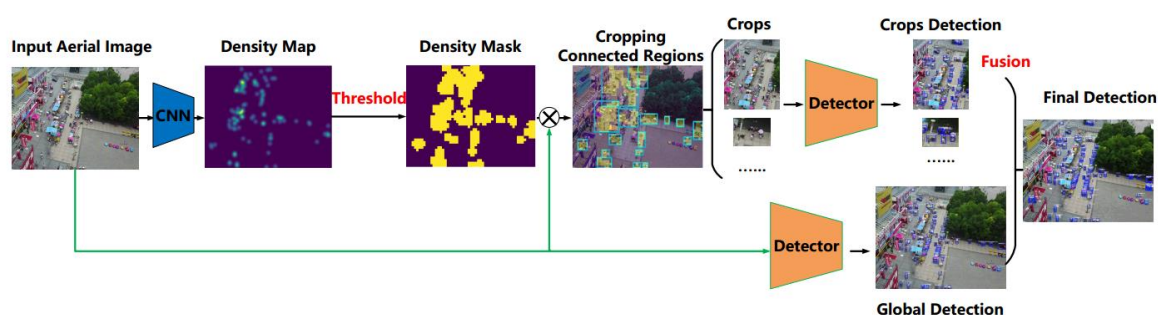 Input Aerial Image
CNN
Density Map
Threshold
Density Mask
Cropping
Connected Regions
Crops
......
Detector
Crops Detection
......
Fusion
Final Detection
Detector
Global Detection